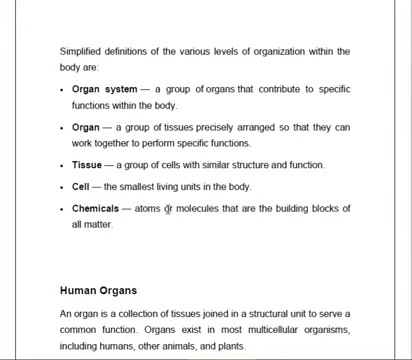 Simplified definitions of the various levels of organization within the
body are:
• Organ system — a group of organs that contribute to specific
functions within the body.
• Organ — a group of tissues precisely arranged so that they can
work together to perform specific functions.
• Tissue — a group of cells with similar structure and function.
• Cell — the smallest living units in the body.
• Chemicals — atoms or molecules that are the building blocks of
all matter.
Human Organs
An organ is a collection of tissues joined in a structural unit to serve a
common function. Organs exist in most multicellular organisms,
including humans, other animals, and plants.